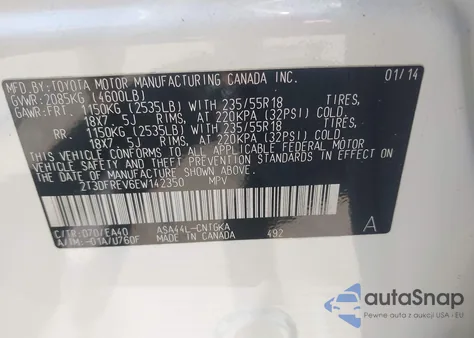 MFD. BY:TOYOTA MOTOR MANUFACTURING CANADA INC. 01/14
GVWR: 2085KG (4600LB)
GAWR:FRT. 1150KG (2535LB) WITH 235/55R18 TIRES,
18X7.5J RIMS, AT 220KPA (32PSI) COLD.
RR. 1150KG (2535LB) WITH 235/55R18 TIRES,
18X7.5J RIMS, AT 220KPA (32PSI) COLD.
THIS VEHICLE CONFORMS TO ALL APPLICABLE FEDERAL MOTOR
VEHICLE SAFETY AND THEFT PREVENTION STANDARDS IN
EFFECT ON THE DATE OF MANUFACTURE SHOWN ABOVE.
2T3DFREV6EW142350 MPV
C/TR:070/EA40 ASA44L-CNTGKA A
A/TM:-01A/U760F MADE IN CANADA 492
autoSnap
Pewne auto z aukcji USA - EU